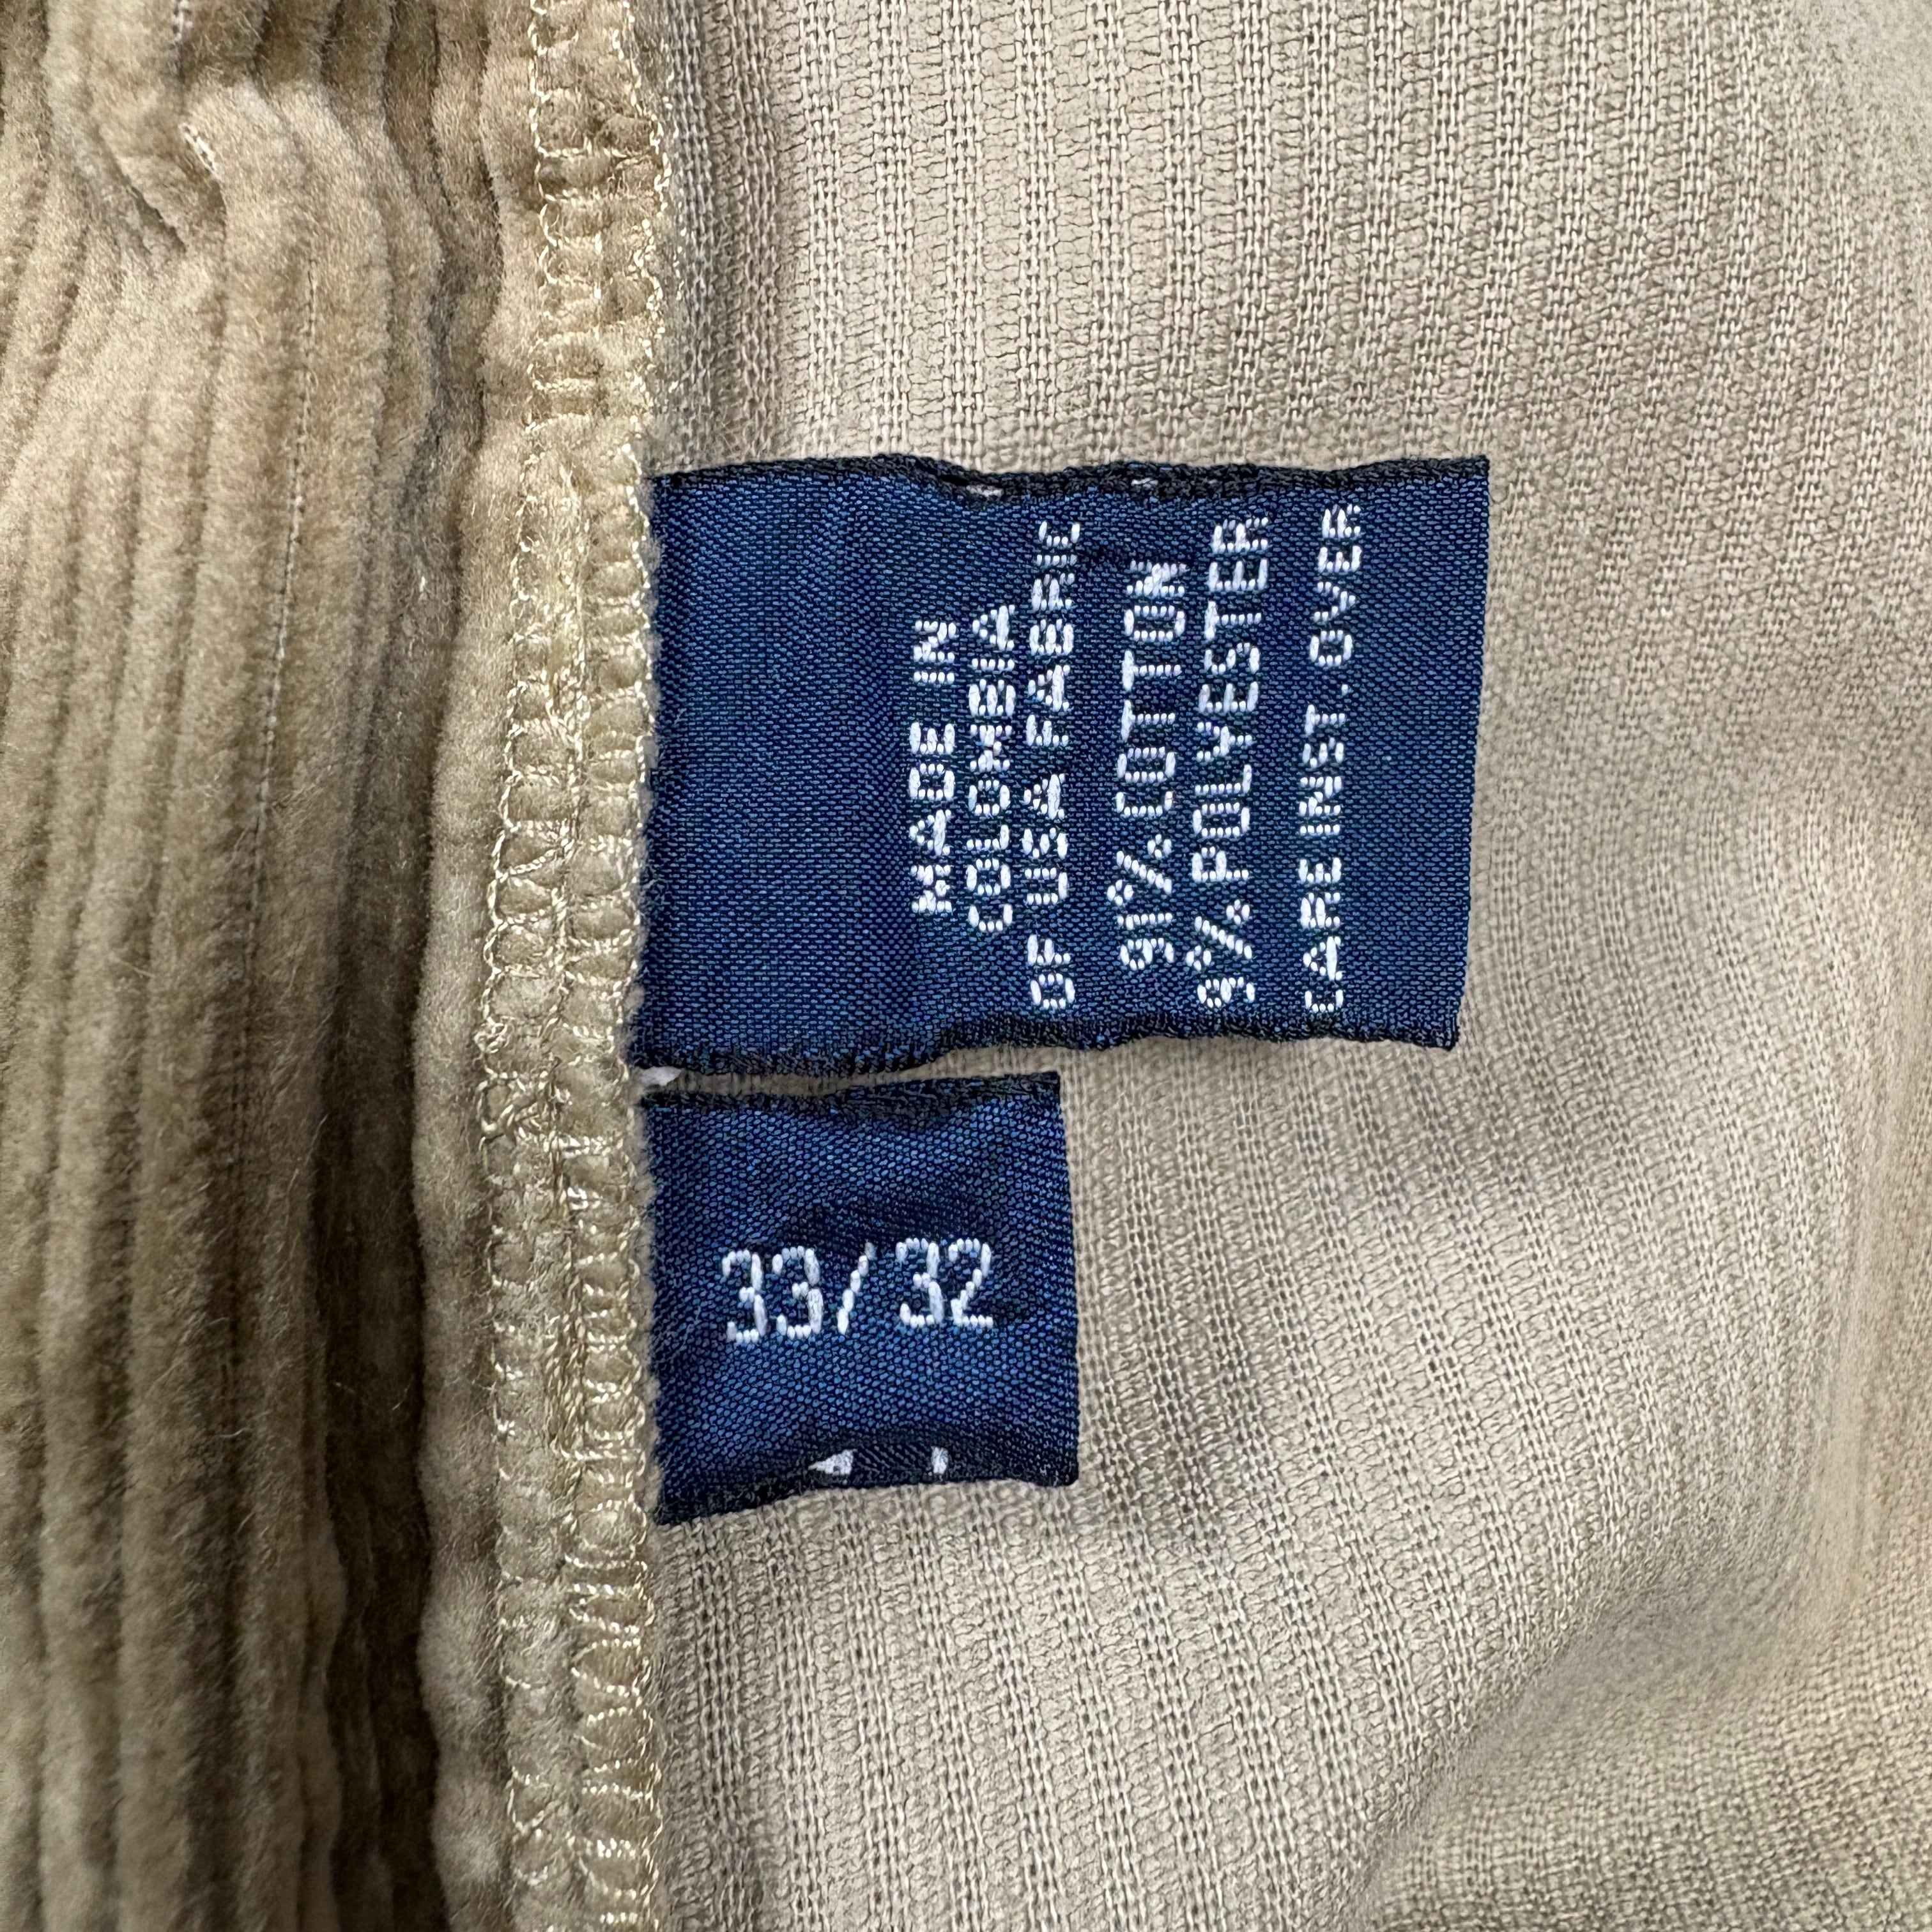 MADE IN
COLOMBIA
OF USA FABRIC
91% COTTON
9% POLYESTER
CARE INST. OVER
33/32